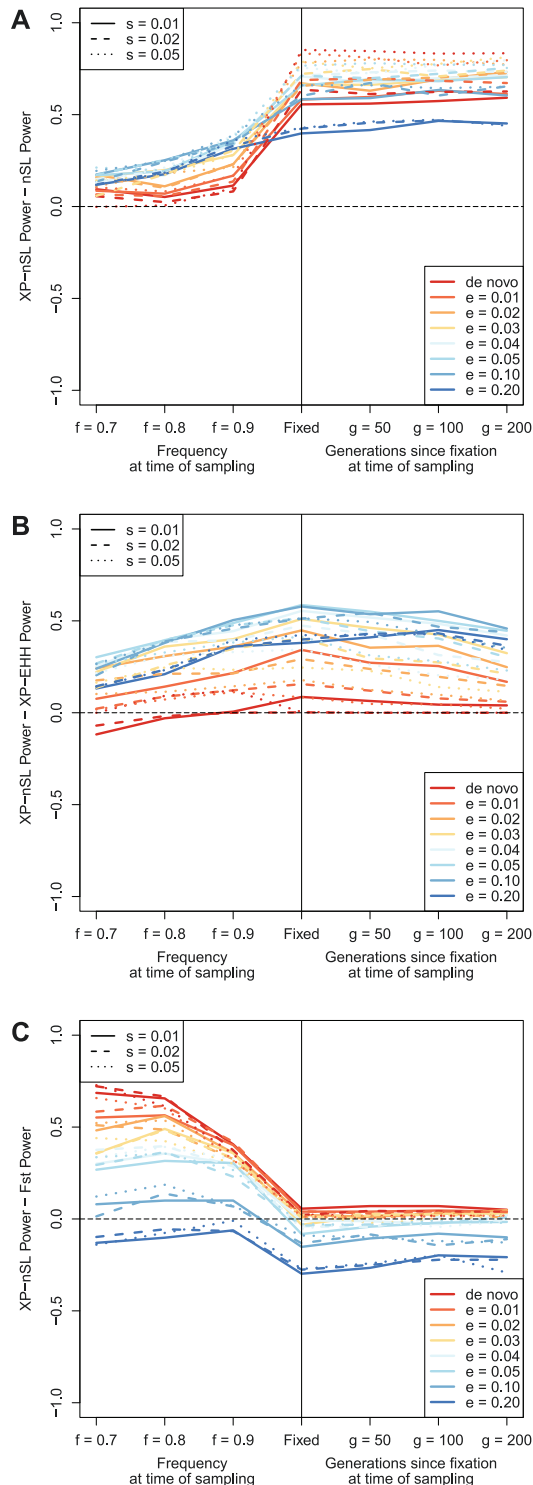 A
s = 0.01
s = 0.02
s = 0.05
XP−nSL Power − nSL Power
1.0
0.5
0.0
−0.5
−1.0
de novo
e = 0.01
e = 0.02
e = 0.03
e = 0.04
e = 0.05
e = 0.10
e = 0.20
f = 0.7 f = 0.8 f = 0.9 Fixed g = 50 g = 100 g = 200
Frequency Generations since fixation
at time of sampling at time of sampling
B
s = 0.01
s = 0.02
s = 0.05
XP−nSL Power − XP−EHH Power
1.0
0.5
0.0
−0.5
−1.0
de novo
e = 0.01
e = 0.02
e = 0.03
e = 0.04
e = 0.05
e = 0.10
e = 0.20
f = 0.7 f = 0.8 f = 0.9 Fixed g = 50 g = 100 g = 200
Frequency Generations since fixation
at time of sampling at time of sampling
C
s = 0.01
s = 0.02
s = 0.05
XP−nSL Power − Fst Power
1.0
0.5
0.0
−0.5
−1.0
de novo
e = 0.01
e = 0.02
e = 0.03
e = 0.04
e = 0.05
e = 0.10
e = 0.20
f = 0.7 f = 0.8 f = 0.9 Fixed g = 50 g = 100 g = 200
Frequency Generations since fixation
at time of sampling at time of sampling